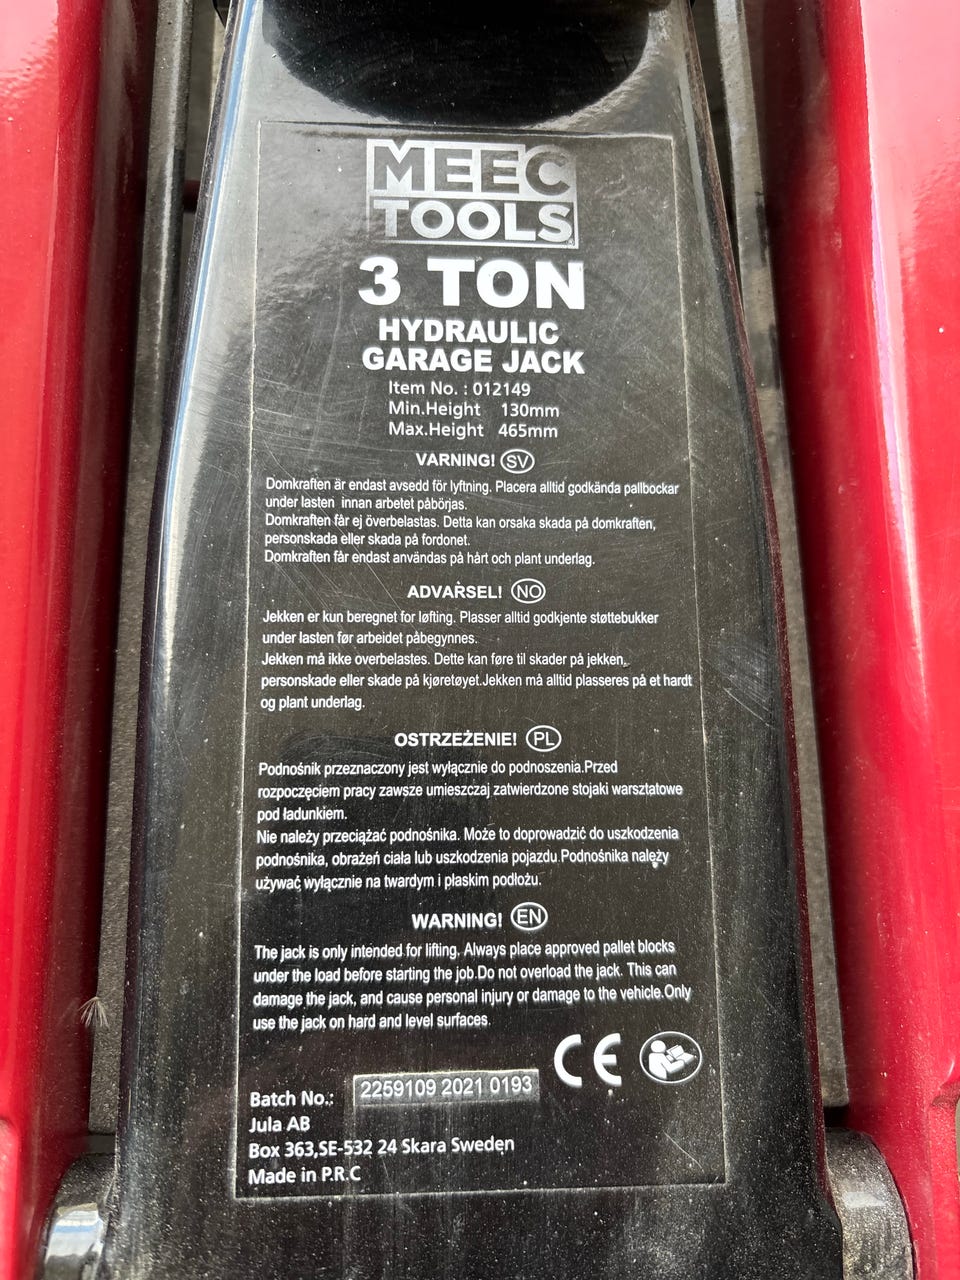 MEEC
TOOLS
3 TON
HYDRAULIC
GARAGE JACK
Item No. : 012149
Min.Height 130mm
Max.Height 465mm
VARNING! SV
Domkraften är endast avsedd för lyftning. Placera alltid godkända pallbockar
under lasten innan arbetet påbörjas.
Domkraften får ej överbelastas. Detta kan orsaka skada på domkraften,
personskada eller skada på fordonet.
Domkraften får endast användas på hårt och plant underlag.
ADVARSEL! NO
Jekken er kun beregnet for løfting. Plasser alltid godkjente støttebukker
under lasten før arbeidet påbegynnes.
Jekken må ikke overbelastes. Dette kan føre til skader på jekken,
personskade eller skade på kjøretøyet.Jekken må alltid plasseres på et hardt
og plant underlag.
OSTRZEŻENIE! PL
Podnośnik przeznaczony jest wyłącznie do podnoszenia.Przed
rozpoczęciem pracy zawsze umieszczaj zatwierdzone stojaki warsztatowe
pod ładunkiem.
Nie należy przeciążać podnośnika. Może to doprowadzić do uszkodzenia
podnośnika, obrażeń ciała lub uszkodzenia pojazdu.Podnośnika należy
używać wyłącznie na twardym i płaskim podłożu.
WARNING! EN
The jack is only intended for lifting. Always place approved pallet blocks
under the load before starting the job.Do not overload the jack. This can
damage the jack, and cause personal injury or damage to the vehicle.Only
use the jack on hard and level surfaces.
CE
Batch No.: 2259109 2021 0193
Jula AB
Box 363,SE-532 24 Skara Sweden
Made in P.R.C